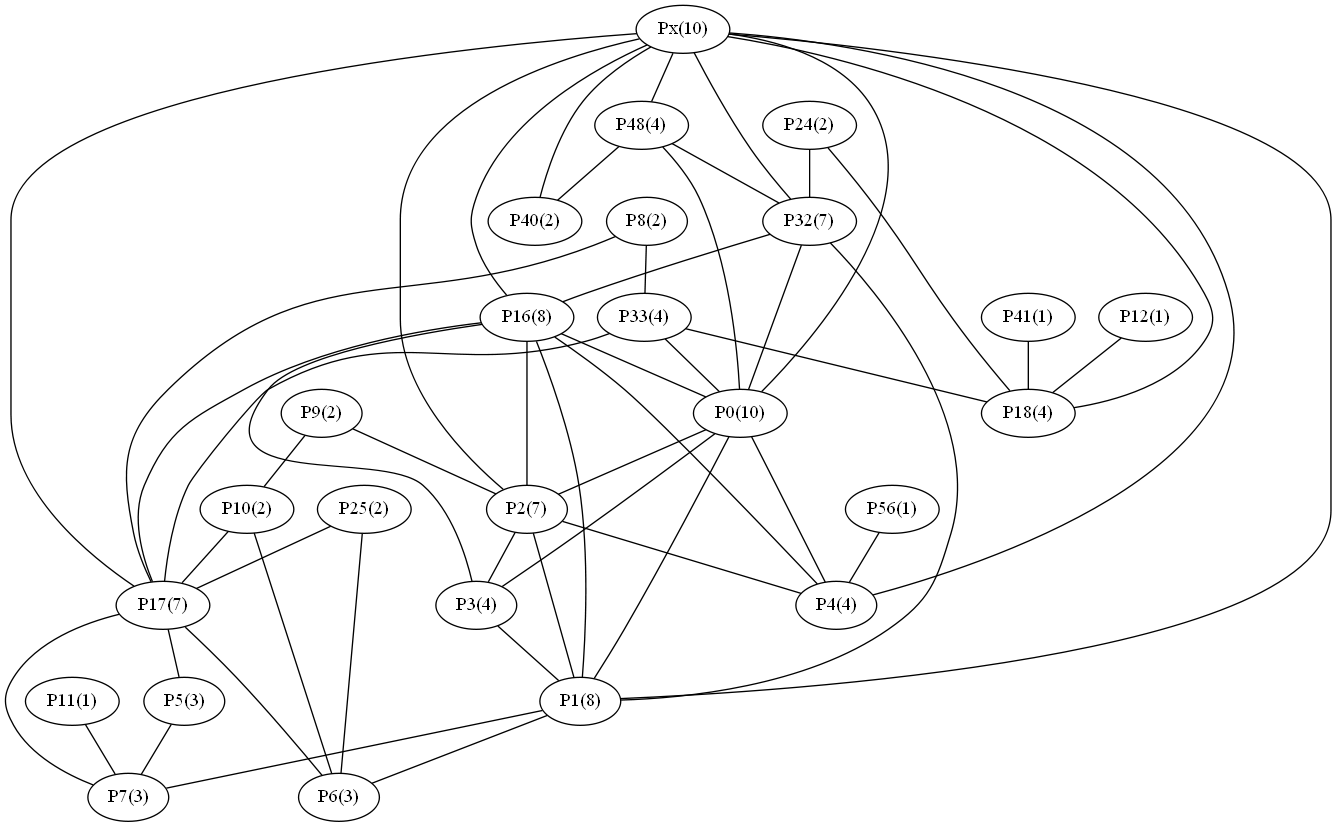 Px(10)
P48(4)
P24(2)
P40(2)
P8(2)
P32(7)
P16(8)
P33(4)
P41(1)
P12(1)
P9(2)
P0(10)
P18(4)
P10(2)
P25(2)
P2(7)
P56(1)
P17(7)
P3(4)
P4(4)
P11(1)
P5(3)
P1(8)
P7(3)
P6(3)